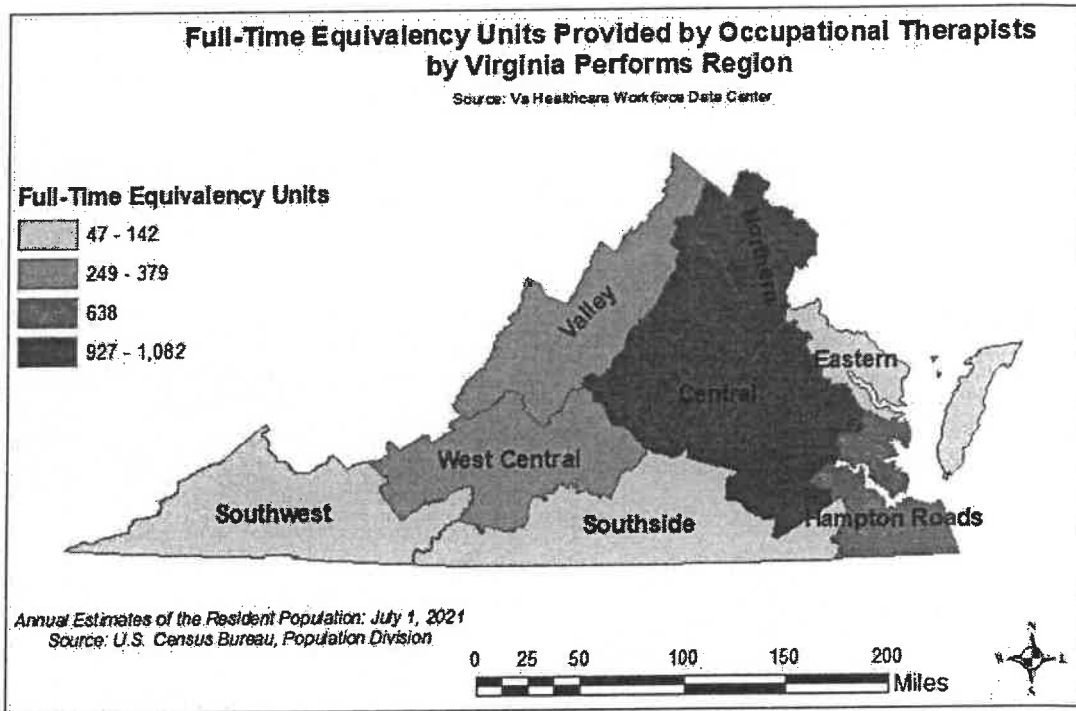 Full-Time Equivalency Units Provided by Occupational Therapists
by Virginia Performs Region
Source: Va Healthcare Workforce Data Center
Full-Time Equivalency Units
47 - 142
249 - 379
638
927 - 1,082
Northern
Valley
Eastern
Central
West Central
Southwest
Southside
Hampton Roads
Annual Estimates of the Resident Population: July 1, 2021
Source: U.S. Census Bureau, Population Division
0 25 50 100 150 200
Miles
N
S